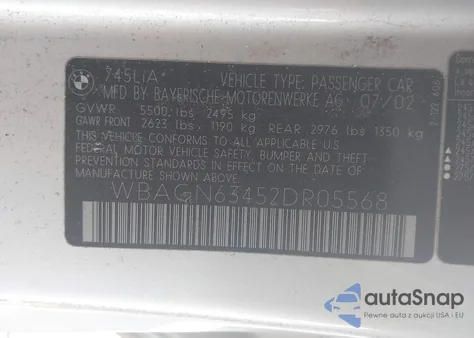 745LiA VEHICLE TYPE: PASSENGER CAR
MFD BY BAYERISCHE-MOTORENWERKE AG 07/02
GVWR 5500 lbs 2495 kg
GAWR FRONT 2623 lbs 1190 kg REAR 2976 lbs 1350 kg
THIS VEHICLE CONFORMS TO ALL APPLICABLE U.S.
FEDERAL MOTOR VEHICLE SAFETY, BUMPER, AND THEFT PREVENTION
STANDARDS IN EFFECT ON THE DATE OF MANUFACTURE SHOWN ABOVE.
WBAGN63452DR05568
autoSnap
Pewne auta z aukcji USA i EU